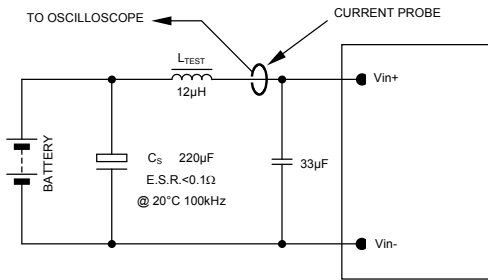 TO OSCILLOSCOPE
CURRENT PROBE
LTEST
12µH
Vin+
BATTERY
CS 220µF
E.S.R.<0.1Ω
@ 20°C 100kHz
33µF
Vin-